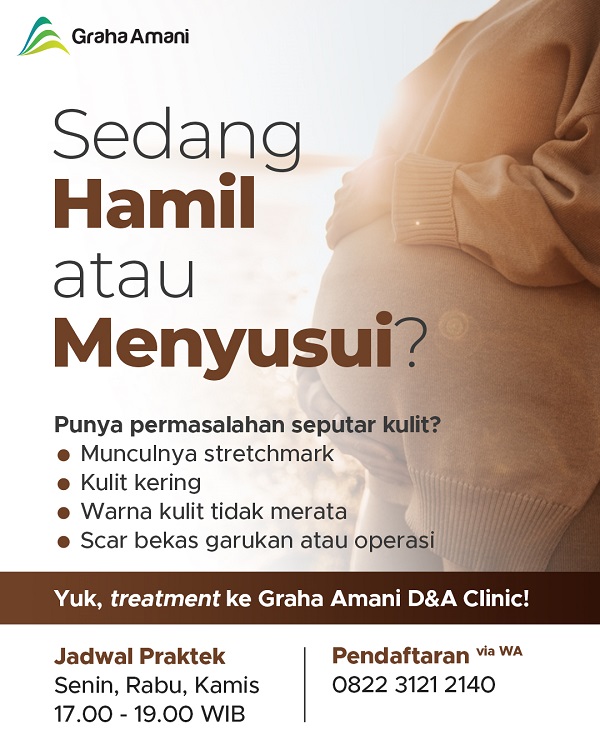 Graha Amani
Sedang
Hamil
atau
Menyusui?
Punya permasalahan seputar kulit?
● Munculnya stretchmark
● Kulit kering
● Warna kulit tidak merata
● Scar bekas garukan atau operasi
Yuk, treatment ke Graha Amani D&A Clinic!
Jadwal Praktek
Senin, Rabu, Kamis
17.00 - 19.00 WIB
Pendaftaran via WA
0822 3121 2140